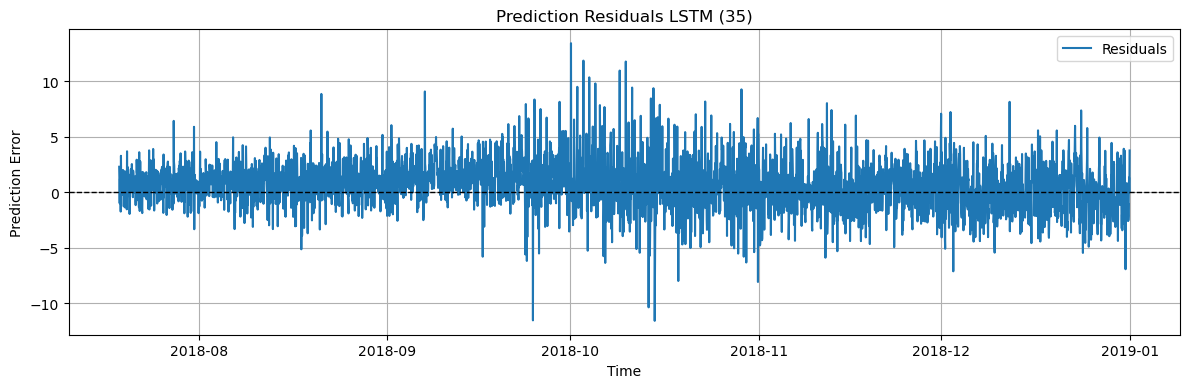 Prediction Residuals LSTM (35)
Residuals
10
5
0
−5
−10
Prediction Error
2018-08
2018-09
2018-10
2018-11
2018-12
2019-01
Time